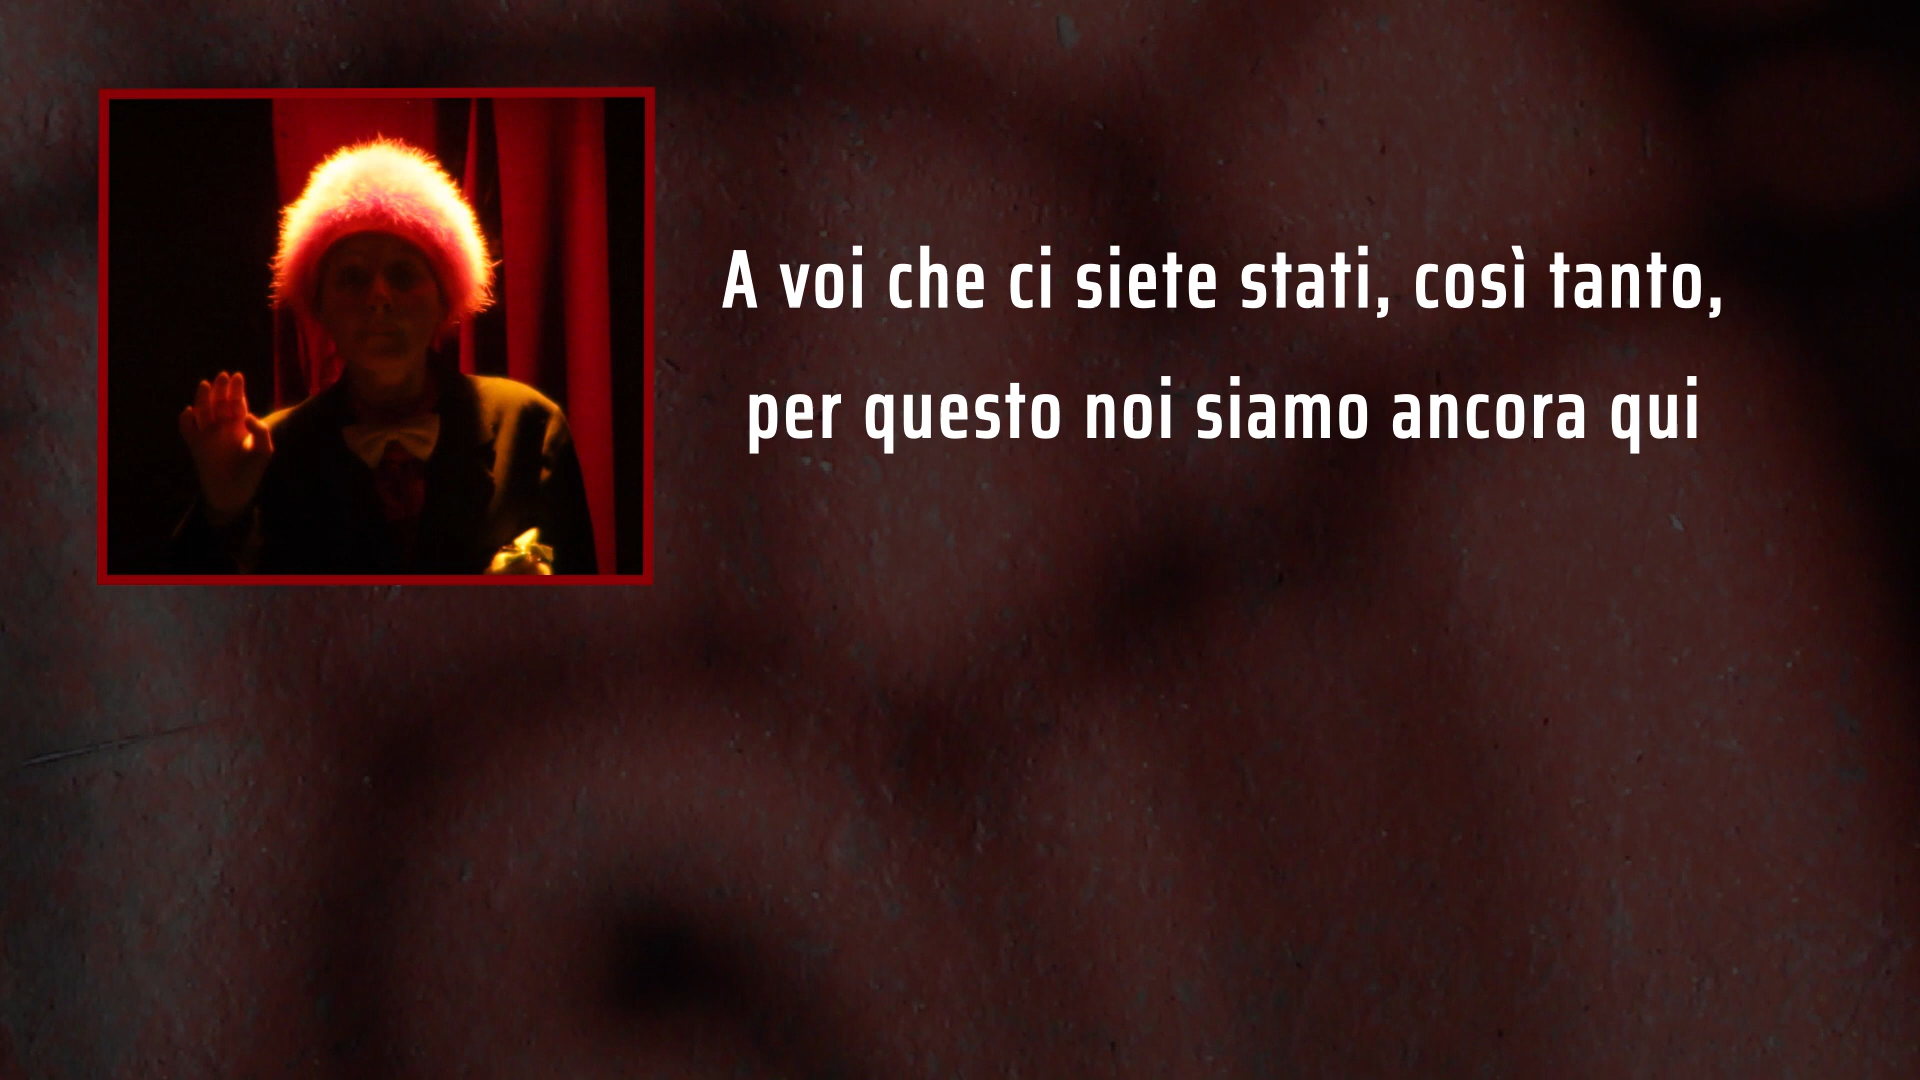 A voi che ci siete stati, così tanto,
per questo noi siamo ancora qui